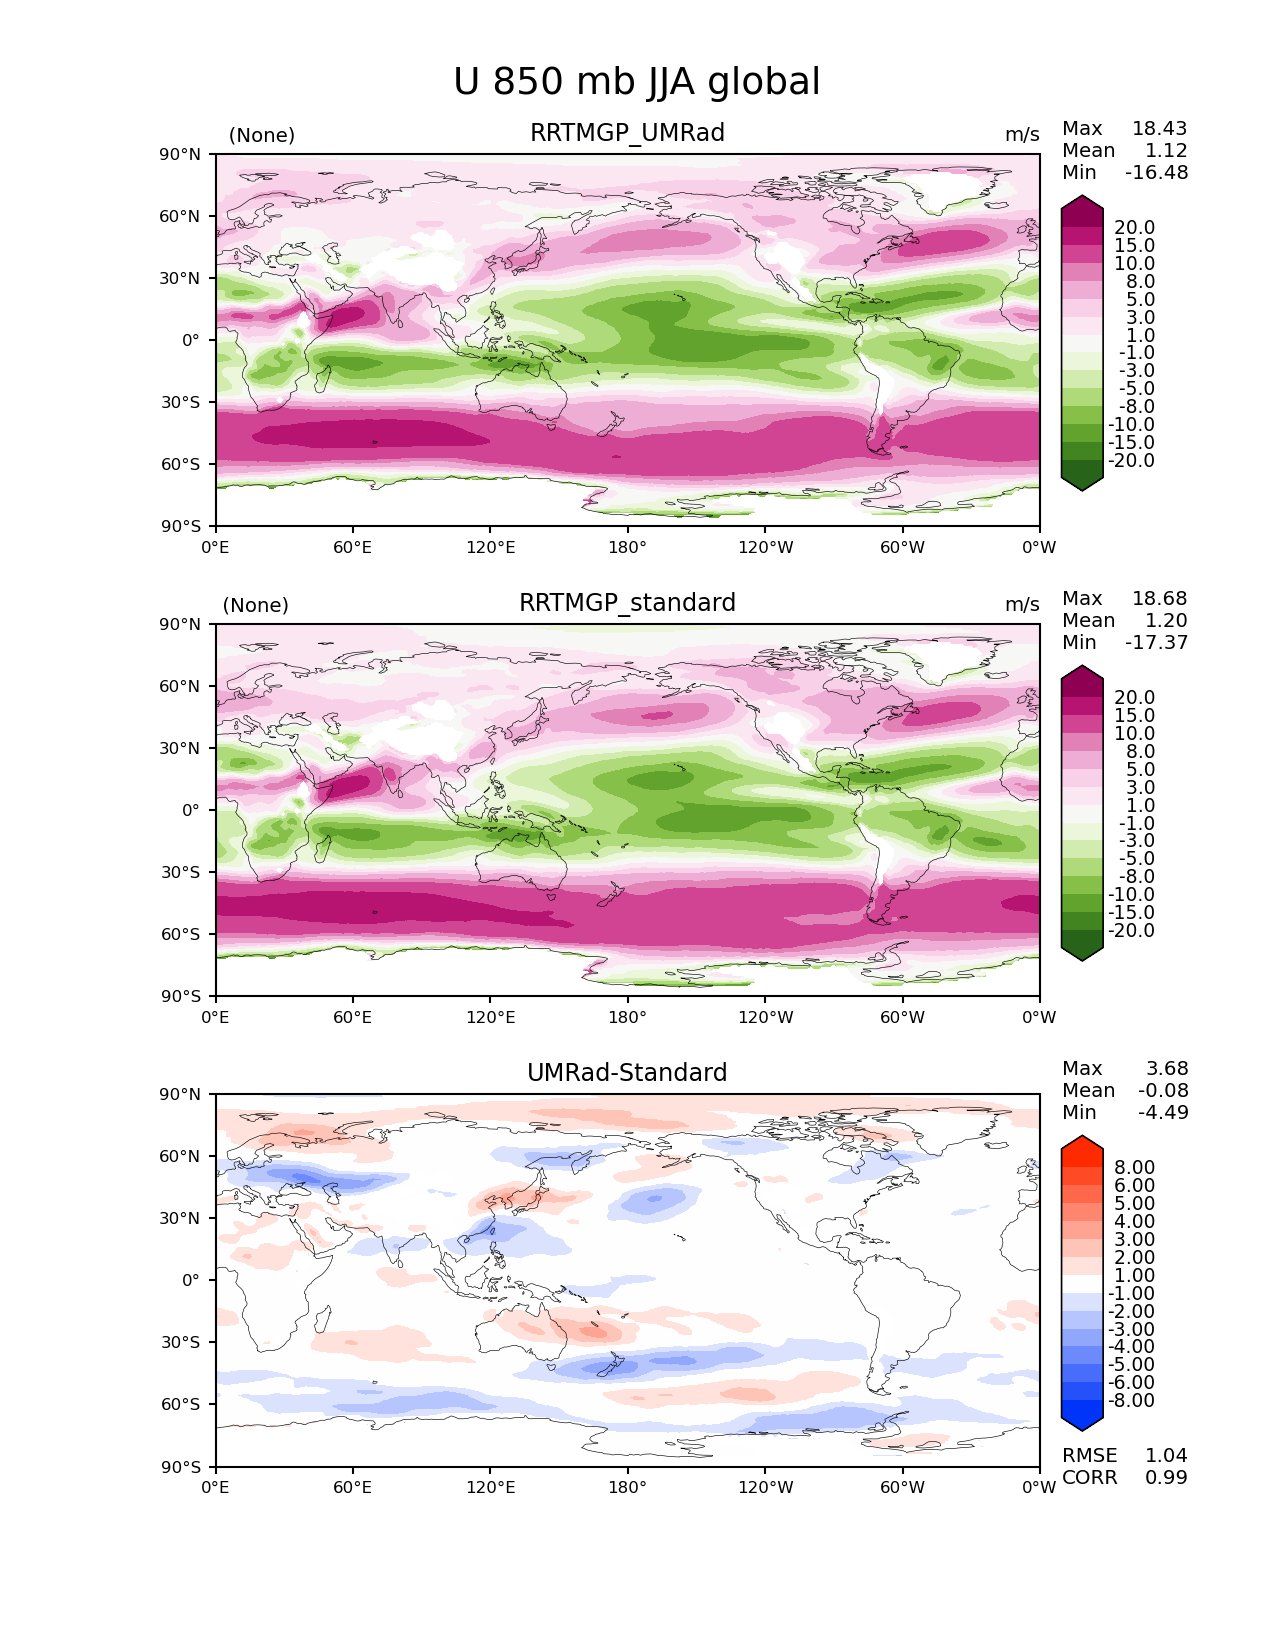 U 850 mb JJA global
(None) RRTMGP_UMRad m/s
Max 18.43
Mean 1.12
Min -16.48
90°N
60°N
30°N
0°
30°S
60°S
90°S
0°E 60°E 120°E 180° 120°W 60°W 0°W
20.0
15.0
10.0
8.0
5.0
3.0
1.0
-1.0
-3.0
-5.0
-8.0
-10.0
-15.0
-20.0
(None) RRTMGP_standard m/s
Max 18.68
Mean 1.20
Min -17.37
90°N
60°N
30°N
0°
30°S
60°S
90°S
0°E 60°E 120°E 180° 120°W 60°W 0°W
20.0
15.0
10.0
8.0
5.0
3.0
1.0
-1.0
-3.0
-5.0
-8.0
-10.0
-15.0
-20.0
UMRad-Standard
Max 3.68
Mean -0.08
Min -4.49
90°N
60°N
30°N
0°
30°S
60°S
90°S
0°E 60°E 120°E 180° 120°W 60°W 0°W
8.00
6.00
5.00
4.00
3.00
2.00
1.00
-1.00
-2.00
-3.00
-4.00
-5.00
-6.00
-8.00
RMSE 1.04
CORR 0.99